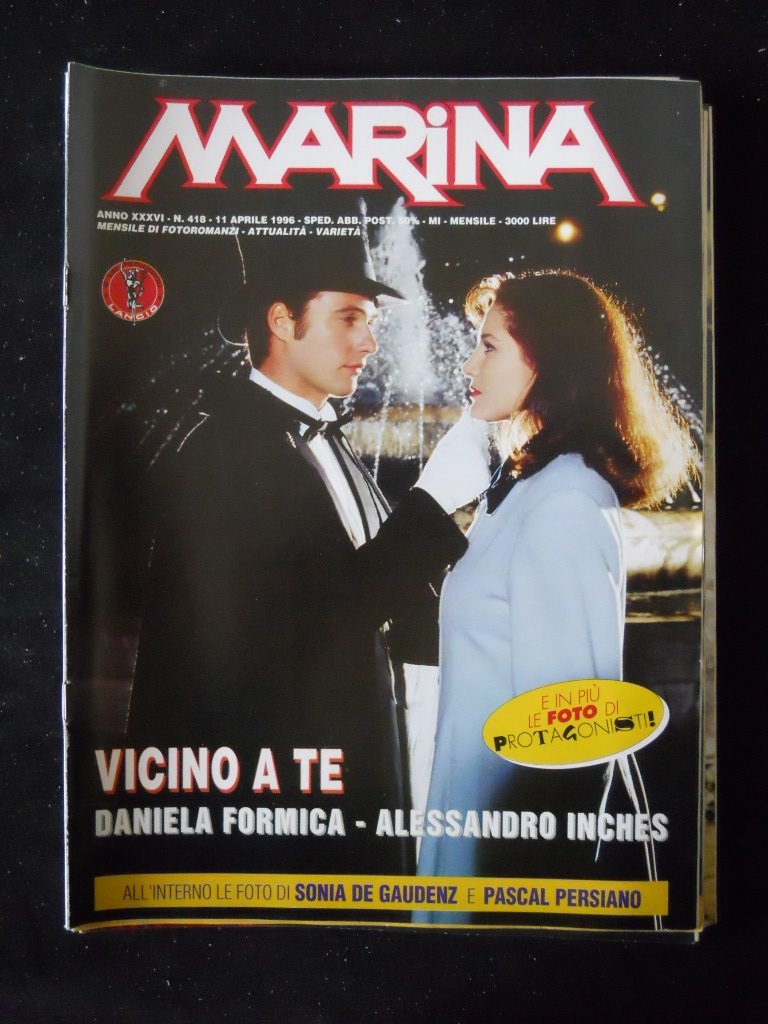 MARiNA
ANNO XXXVI - N. 418 - 11 APRILE 1996 - SPED. ABB. POST. 50% - MI - MENSILE - 3000 LIRE
MENSILE DI FOTOROMANZI - ATTUALITÀ - VARIETÀ
LANCIO
E IN PIÙ
LE FOTO DI
PROTAGONISTI!
VICINO A TE
DANIELA FORMICA - ALESSANDRO INCHES
ALL'INTERNO LE FOTO DI SONIA DE GAUDENZ E PASCAL PERSIANO